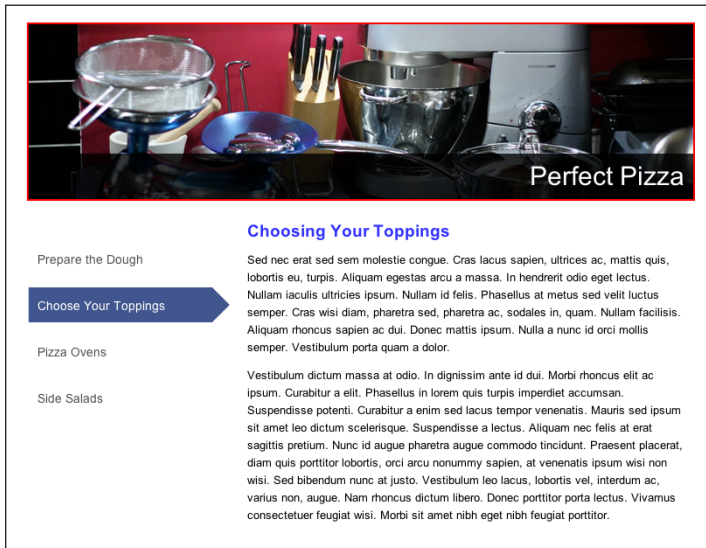 Perfect Pizza
Prepare the Dough
Choose Your Toppings
Pizza Ovens
Side Salads
Choosing Your Toppings
Sed nec erat sed sem molestie congue. Cras lacus sapien, ultrices ac, mattis quis,
lobortis eu, turpis. Aliquam egestas arcu a massa. In hendrerit odio eget lectus.
Nullam iaculis ultricies ipsum. Nullam id felis. Phasellus at metus sed velit luctus
semper. Cras wisi diam, pharetra sed, pharetra ac, sodales in, quam. Nullam facilisis.
Aliquam rhoncus sapien ac dui. Donec mattis ipsum. Nulla a nunc id orci mollis
semper. Vestibulum porta quam a dolor.
Vestibulum dictum massa at odio. In dignissim ante id dui. Morbi rhoncus elit ac
ipsum. Curabitur a elit. Phasellus in lorem quis turpis imperdiet accumsan.
Suspendisse potenti. Curabitur a enim sed lacus tempor venenatis. Mauris sed ipsum
sit amet leo dictum scelerisque. Suspendisse a lectus. Aliquam nec felis at erat
sagittis pretium. Nunc id augue pharetra augue commodo tincidunt. Praesent placerat,
diam quis porttitor lobortis, orci arcu nonummy sapien, at venenatis ipsum wisi non
wisi. Sed bibendum nunc at justo. Vestibulum leo lacus, lobortis vel, interdum ac,
varius non, augue. Nam rhoncus dictum libero. Donec porttitor porta lectus. Vivamus
consectetuer feugiat wisi. Morbi sit amet nibh eget nibh feugiat porttitor.